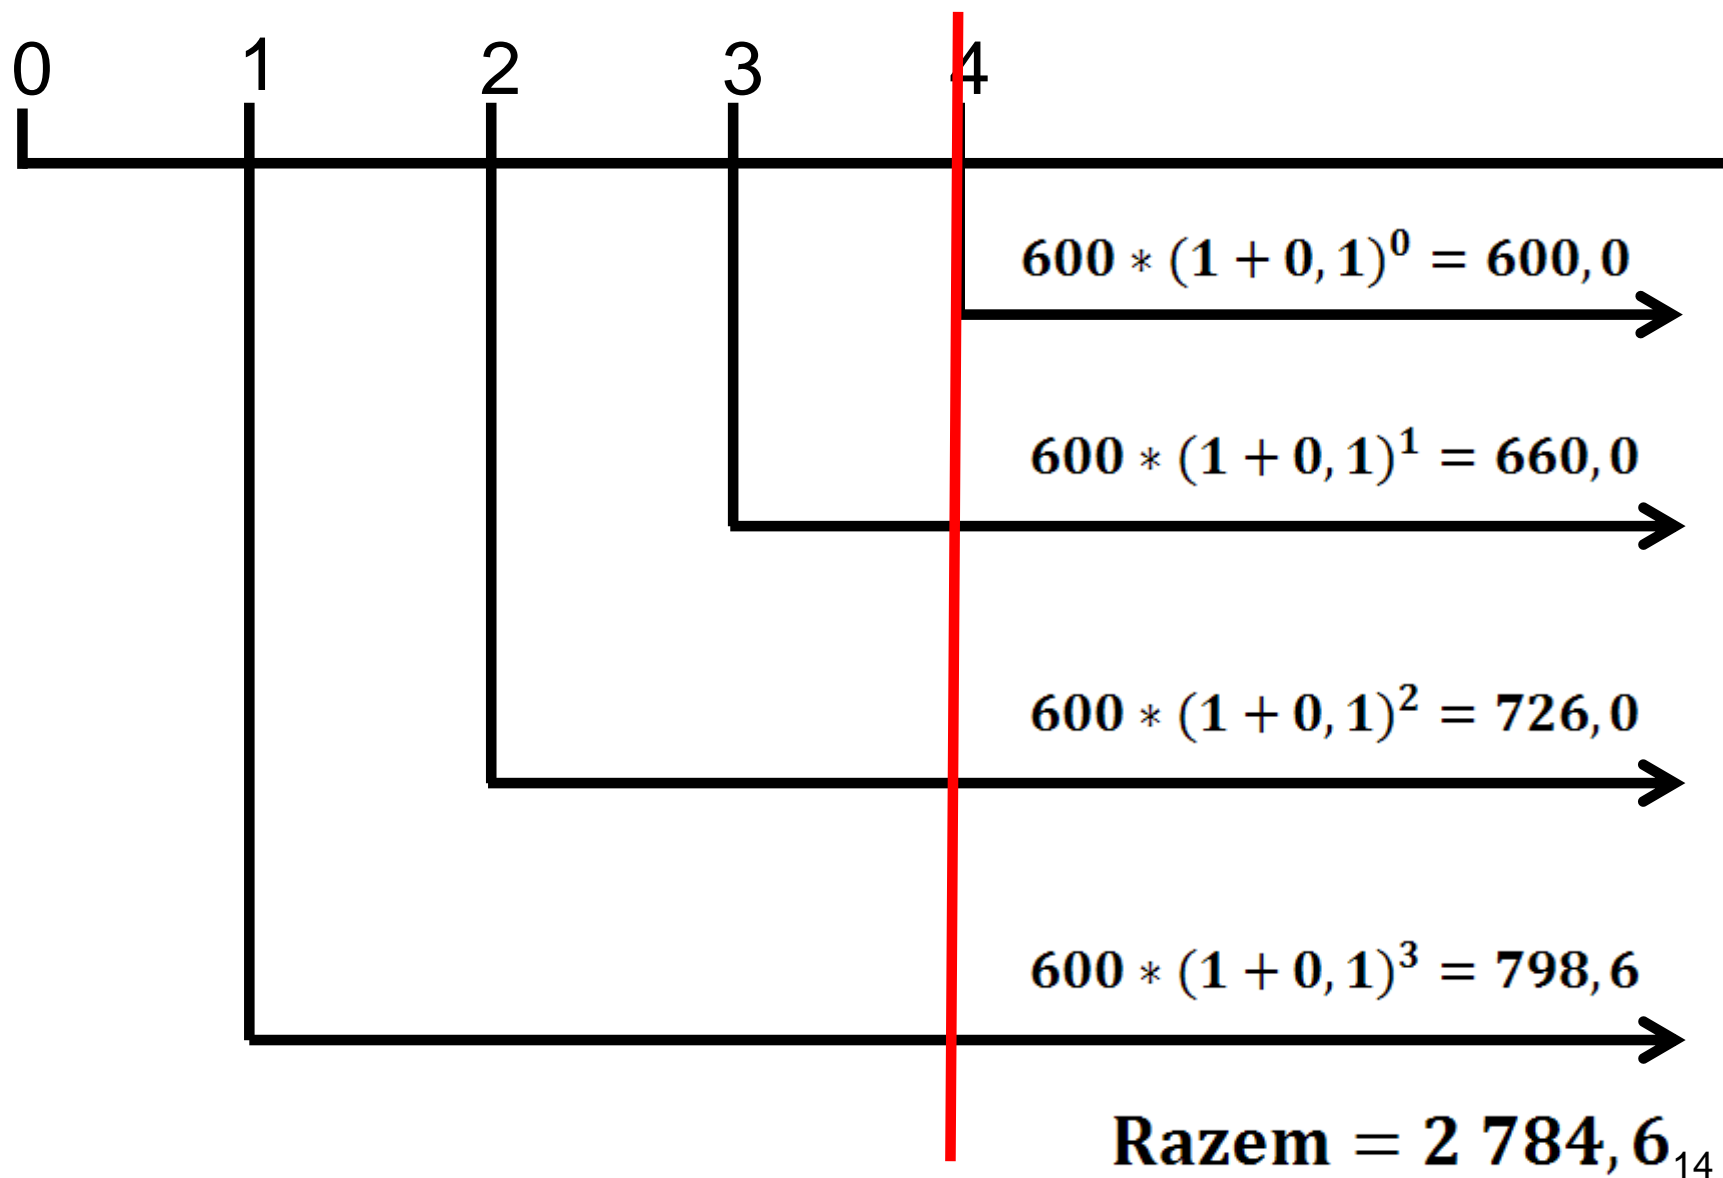 0 1 2 3 4
600 * (1 + 0, 1)^0 = 600, 0
600 * (1 + 0, 1)^1 = 660, 0
600 * (1 + 0, 1)^2 = 726, 0
600 * (1 + 0, 1)^3 = 798, 6
Razem = 2 784, 6
14